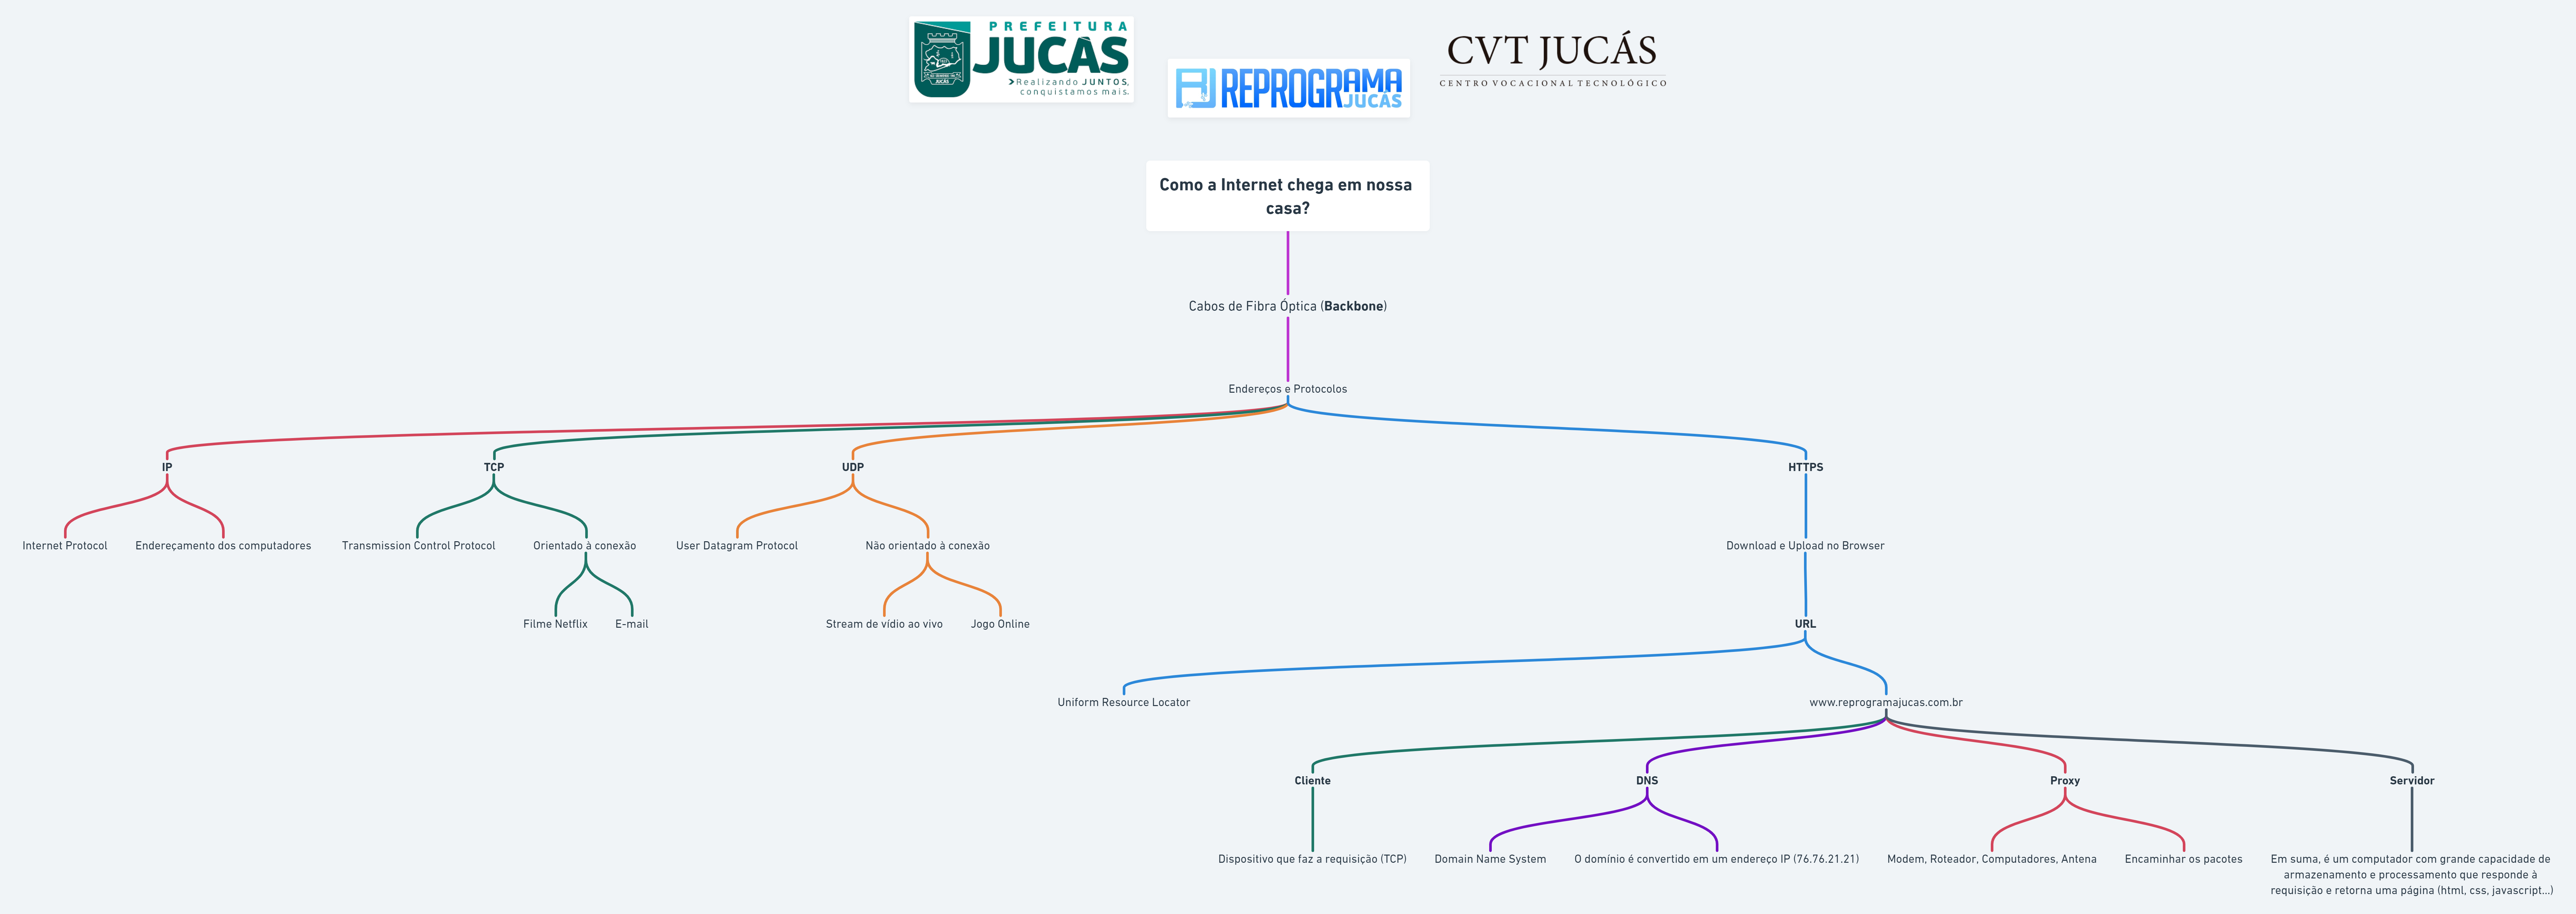 PREFEITURA
JUCÁS
Realizando JUNTOS,
conquistamos mais.
REPROGRAMA
JUCÁS
CVT JUCÁS
CENTRO VOCACIONAL TECNOLÓGICO
Como a Internet chega em nossa
casa?
Cabos de Fibra Óptica (Backbone)
Endereços e Protocolos
IP
TCP
UDP
HTTPS
Internet Protocol
Endereçamento dos computadores
Transmission Control Protocol
Orientado à conexão
User Datagram Protocol
Não orientado à conexão
Download e Upload no Browser
Filme Netflix
E-mail
Stream de vídio ao vivo
Jogo Online
URL
Uniform Resource Locator
www.reprogramajucas.com.br
Cliente
DNS
Proxy
Servidor
Dispositivo que faz a requisição (TCP)
Domain Name System
O domínio é convertido em um endereço IP (76.76.21.21)
Modem, Roteador, Computadores, Antena
Encaminhar os pacotes
Em suma, é um computador com grande capacidade de
armazenamento e processamento que responde à
requisição e retorna uma página (html, css, javascript...)